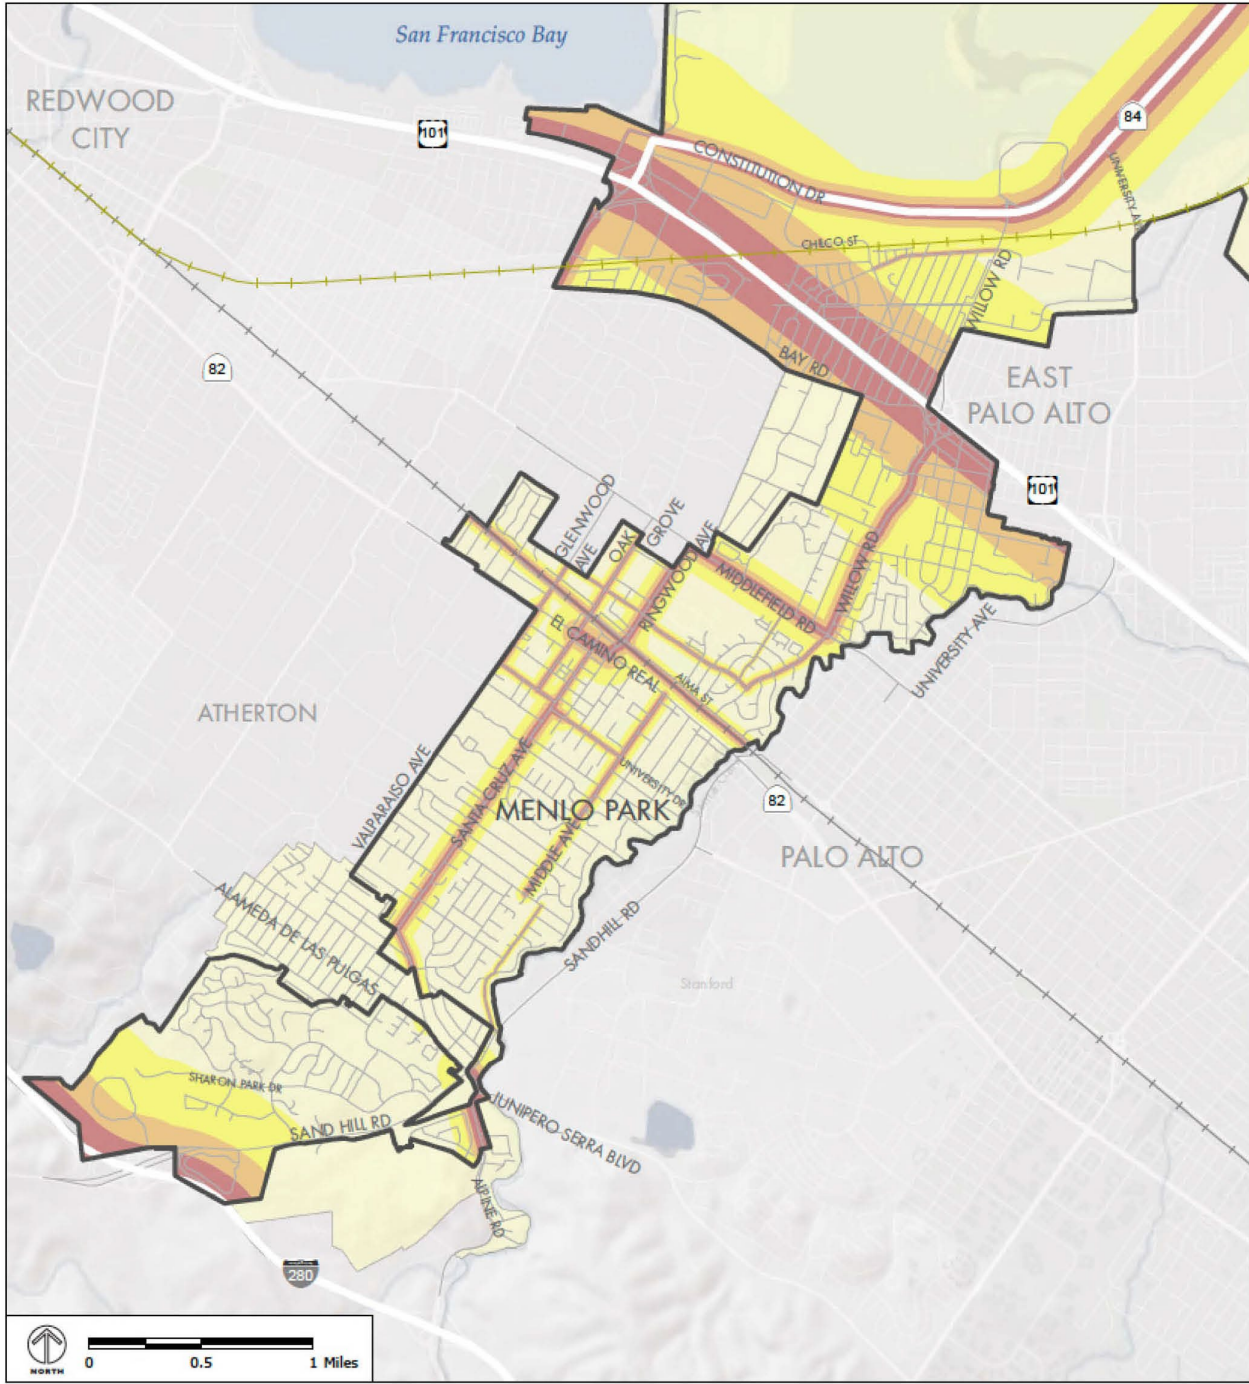 San Francisco Bay
REDWOOD
CITY
101
84
CONSTITUTION DR
UNIVERSITY AVE
CHILCO ST
WILLOW RD
82
BAY RD
EAST
PALO ALTO
101
GLENWOOD
AVE
OAK
GROVE
RINGWOOD AVE
MIDDLEFIELD RD
WILLOW RD
EL CAMINO REAL
ALMA ST
UNIVERSITY AVE
ATHERTON
VALPARAISO AVE
SANTA CRUZ AVE
UNIVERSITY DR
MENLO PARK
82
MIDDLE AVE
PALO ALTO
ALAMEDA DE LAS PULGAS
SANDHILL RD
Stanford
SHARON PARK DR
SAND HILL RD
JUNIPERO SERRA BLVD
ALPINE RD
280
NORTH
0 0.5 1 Miles